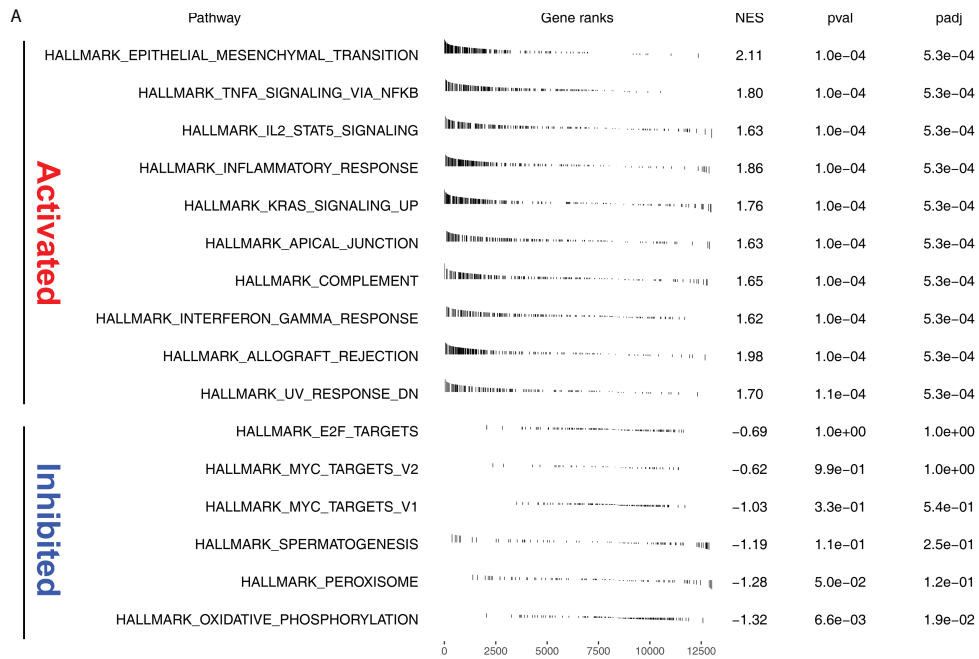 A Pathway Gene ranks NES pval padj
Activated
HALLMARK_EPITHELIAL_MESENCHYMAL_TRANSITION 2.11 1.0e−04 5.3e−04
HALLMARK_TNFA_SIGNALING_VIA_NFKB 1.80 1.0e−04 5.3e−04
HALLMARK_IL2_STAT5_SIGNALING 1.63 1.0e−04 5.3e−04
HALLMARK_INFLAMMATORY_RESPONSE 1.86 1.0e−04 5.3e−04
HALLMARK_KRAS_SIGNALING_UP 1.76 1.0e−04 5.3e−04
HALLMARK_APICAL_JUNCTION 1.63 1.0e−04 5.3e−04
HALLMARK_COMPLEMENT 1.65 1.0e−04 5.3e−04
HALLMARK_INTERFERON_GAMMA_RESPONSE 1.62 1.0e−04 5.3e−04
HALLMARK_ALLOGRAFT_REJECTION 1.98 1.0e−04 5.3e−04
HALLMARK_UV_RESPONSE_DN 1.70 1.1e−04 5.3e−04
Inhibited
HALLMARK_E2F_TARGETS −0.69 1.0e+00 1.0e+00
HALLMARK_MYC_TARGETS_V2 −0.62 9.9e−01 1.0e+00
HALLMARK_MYC_TARGETS_V1 −1.03 3.3e−01 5.4e−01
HALLMARK_SPERMATOGENESIS −1.19 1.1e−01 2.5e−01
HALLMARK_PEROXISOME −1.28 5.0e−02 1.2e−01
HALLMARK_OXIDATIVE_PHOSPHORYLATION −1.32 6.6e−03 1.9e−02
0 2500 5000 7500 10000 12500